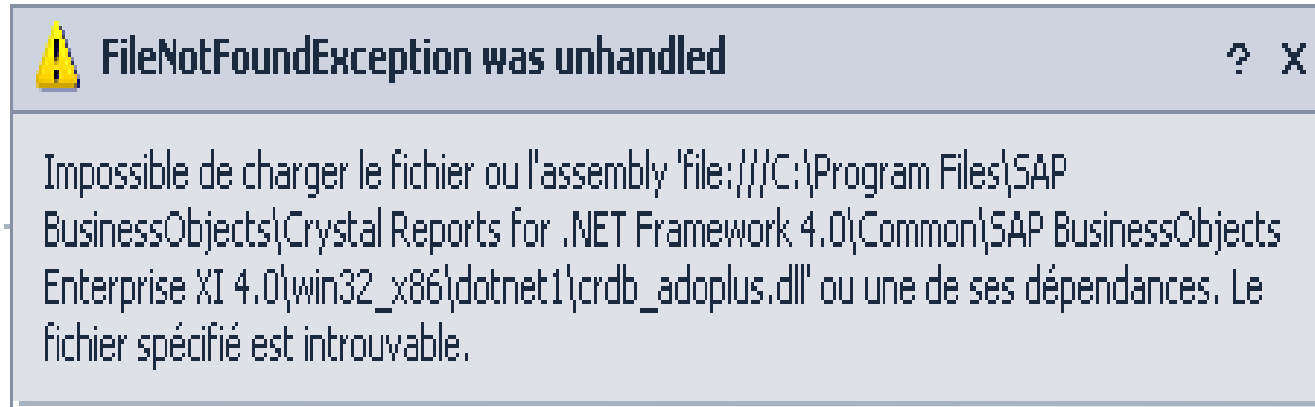 FileNotFoundException was unhandled ? X
Impossible de charger le fichier ou l'assembly 'file:///C:\Program Files\SAP
BusinessObjects\Crystal Reports for .NET Framework 4.0\Common\SAP BusinessObjects
Enterprise XI 4.0\win32_x86\dotnet1\crdb_adoplus.dll' ou une de ses dépendances. Le
fichier spécifié est introuvable.